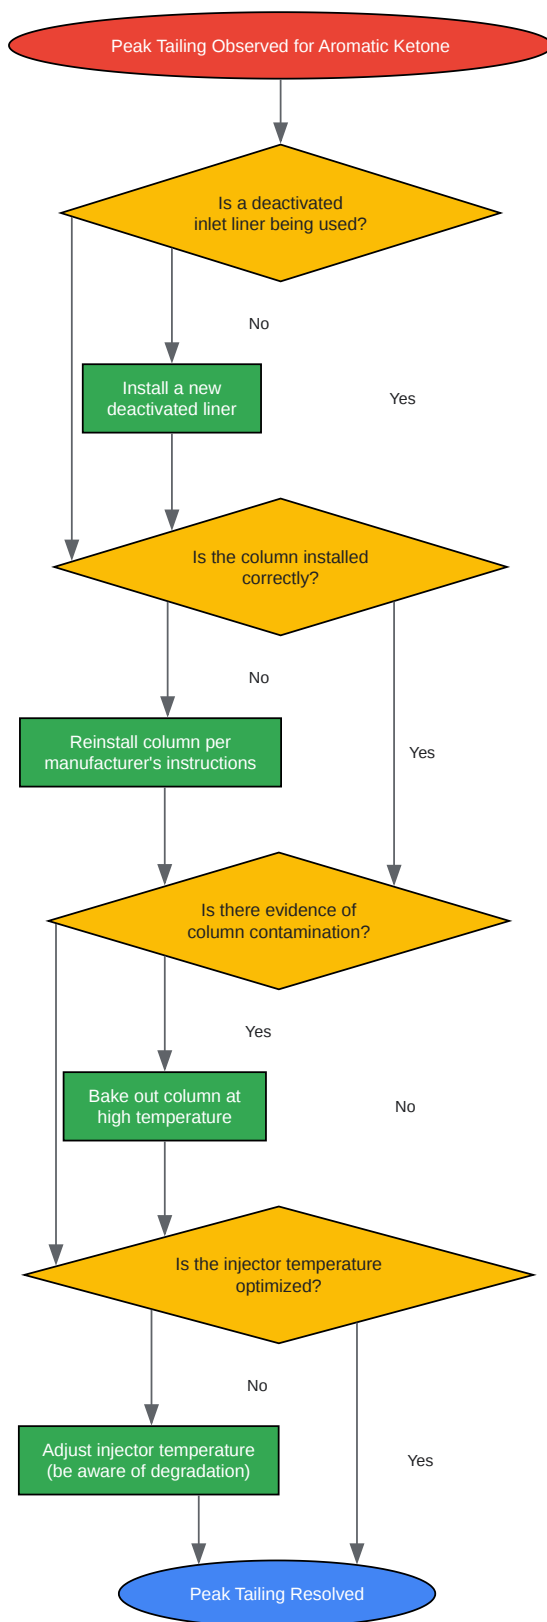 Peak Tailing Observed for Aromatic Ketone
Is a deactivated
inlet liner being used?
No
Install a new
deactivated liner
Yes
Is the column installed
correctly?
No
Reinstall column per
manufacturer's instructions
Yes
Is there evidence of
column contamination?
Yes
Bake out column at
high temperature
No
Is the injector temperature
optimized?
No
Adjust injector temperature
(be aware of degradation)
Yes
Peak Tailing Resolved